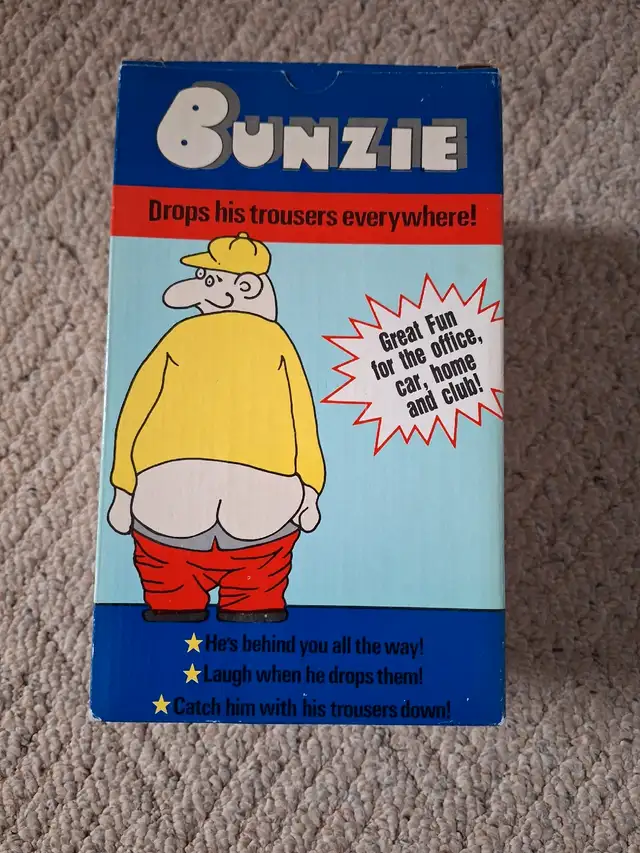 BUNZIE
Drops his trousers everywhere!
Great Fun
for the office,
car, home
and club!
He's behind you all the way!
Laugh when he drops them!
Catch him with his trousers down!